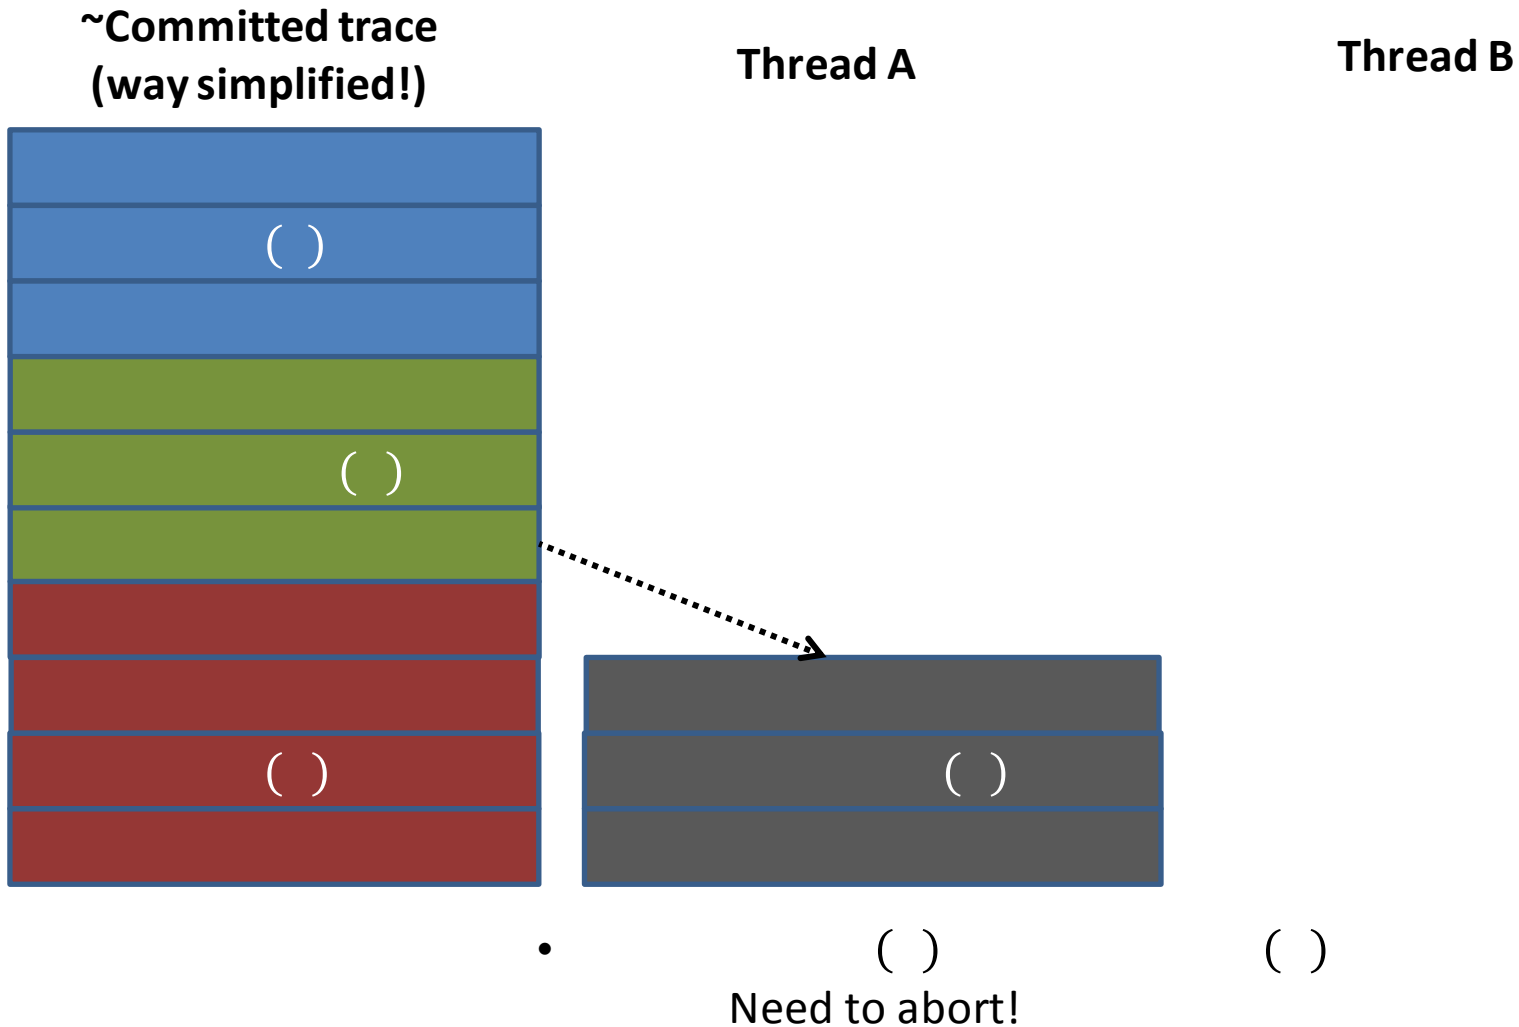 ~Committed trace
(way simplified!)
Thread A
Thread B
( )
( )
( )
( )
• ( ) ( )
Need to abort!